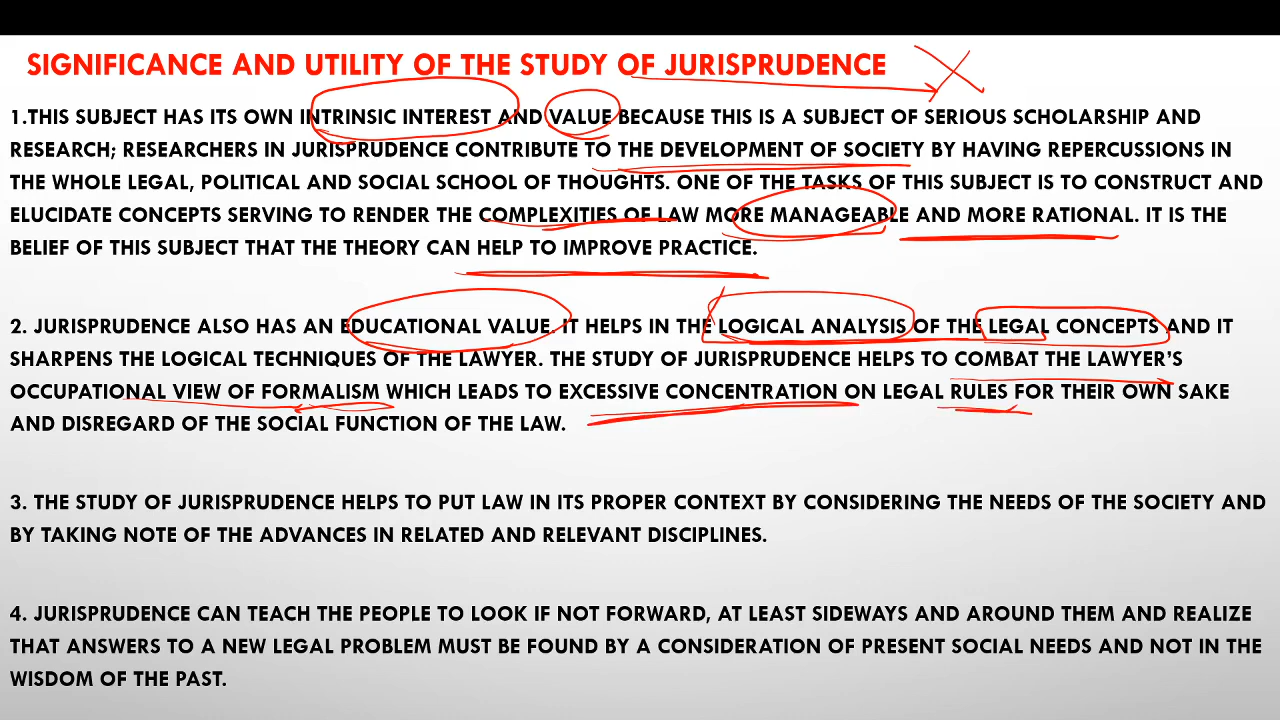 SIGNIFICANCE AND UTILITY OF THE STUDY OF JURISPRUDENCE
1.THIS SUBJECT HAS ITS OWN INTRINSIC INTEREST AND VALUE BECAUSE THIS IS A SUBJECT OF SERIOUS SCHOLARSHIP AND
RESEARCH; RESEARCHERS IN JURISPRUDENCE CONTRIBUTE TO THE DEVELOPMENT OF SOCIETY BY HAVING REPERCUSSIONS IN
THE WHOLE LEGAL, POLITICAL AND SOCIAL SCHOOL OF THOUGHTS. ONE OF THE TASKS OF THIS SUBJECT IS TO CONSTRUCT AND
ELUCIDATE CONCEPTS SERVING TO RENDER THE COMPLEXITIES OF LAW MORE MANAGEABLE AND MORE RATIONAL. IT IS THE
BELIEF OF THIS SUBJECT THAT THE THEORY CAN HELP TO IMPROVE PRACTICE.
2. JURISPRUDENCE ALSO HAS AN EDUCATIONAL VALUE. IT HELPS IN THE LOGICAL ANALYSIS OF THE LEGAL CONCEPTS AND IT
SHARPENS THE LOGICAL TECHNIQUES OF THE LAWYER. THE STUDY OF JURISPRUDENCE HELPS TO COMBAT THE LAWYER'S
OCCUPATIONAL VIEW OF FORMALISM WHICH LEADS TO EXCESSIVE CONCENTRATION ON LEGAL RULES FOR THEIR OWN SAKE
AND DISREGARD OF THE SOCIAL FUNCTION OF THE LAW.
3. THE STUDY OF JURISPRUDENCE HELPS TO PUT LAW IN ITS PROPER CONTEXT BY CONSIDERING THE NEEDS OF THE SOCIETY AND
BY TAKING NOTE OF THE ADVANCES IN RELATED AND RELEVANT DISCIPLINES.
4. JURISPRUDENCE CAN TEACH THE PEOPLE TO LOOK IF NOT FORWARD, AT LEAST SIDEWAYS AND AROUND THEM AND REALIZE
THAT ANSWERS TO A NEW LEGAL PROBLEM MUST BE FOUND BY A CONSIDERATION OF PRESENT SOCIAL NEEDS AND NOT IN THE
WISDOM OF THE PAST.